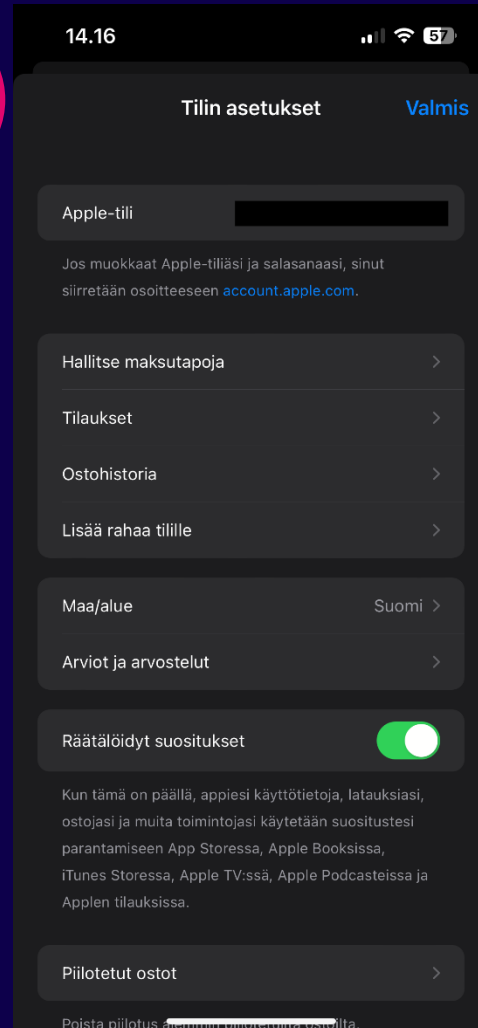 14.16
57
Tilin asetukset
Valmis
Apple-tili
Jos muokkaat Apple-tiliäsi ja salasanaasi, sinut
siirretään osoitteeseen account.apple.com.
Hallitse maksutapoja
Tilaukset
Ostohistoria
Lisää rahaa tilille
Maa/alue
Suomi
Arviot ja arvostelut
Räätälöidyt suositukset
Kun tämä on päällä, appiesi käyttötietoja, latauksiasi,
ostojasi ja muita toimintojasi käytetään suositustesi
parantamiseen App Storessa, Apple Booksissa,
iTunes Storessa, Apple TV:ssä, Apple Podcasteissa ja
Applen tilauksissa.
Piilotetut ostot
Poista piilotus